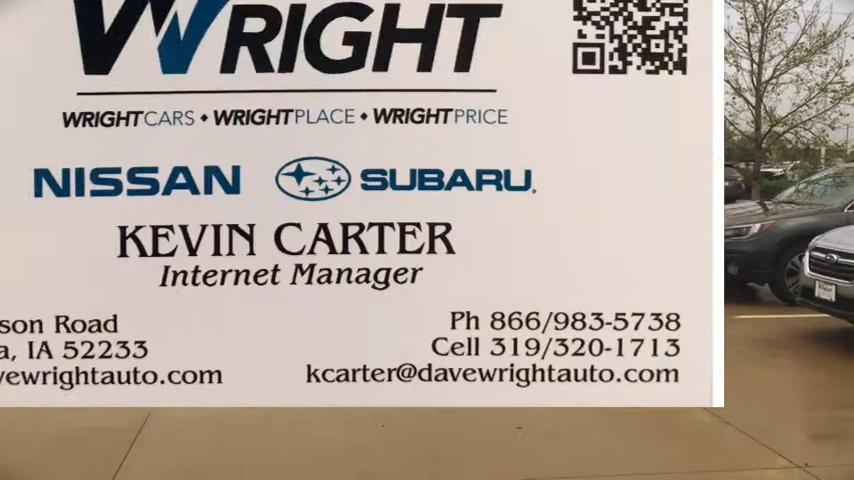 WRIGHT
WRIGHTCARS ◆ WRIGHTPLACE ◆ WRIGHTPRICE
NISSAN SUBARU.
KEVIN CARTER
Internet Manager
son Road
a, IA 52233
ewrightauto.com
Ph 866/983-5738
Cell 319/320-1713
kcarter@davewrightauto.com